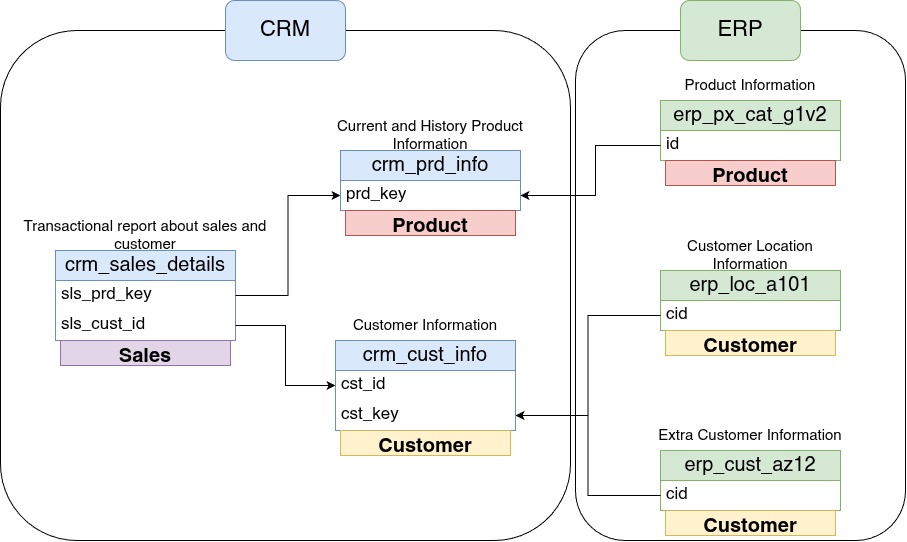 CRM
ERP
Product Information
erp_px_cat_g1v2
id
Product
Current and History Product
Information
crm_prd_info
prd_key
Product
Transactional report about sales and
customer
crm_sales_details
sls_prd_key
sls_cust_id
Sales
Customer Location
Information
erp_loc_a101
cid
Customer
Customer Information
crm_cust_info
cst_id
cst_key
Customer
Extra Customer Information
erp_cust_az12
cid
Customer